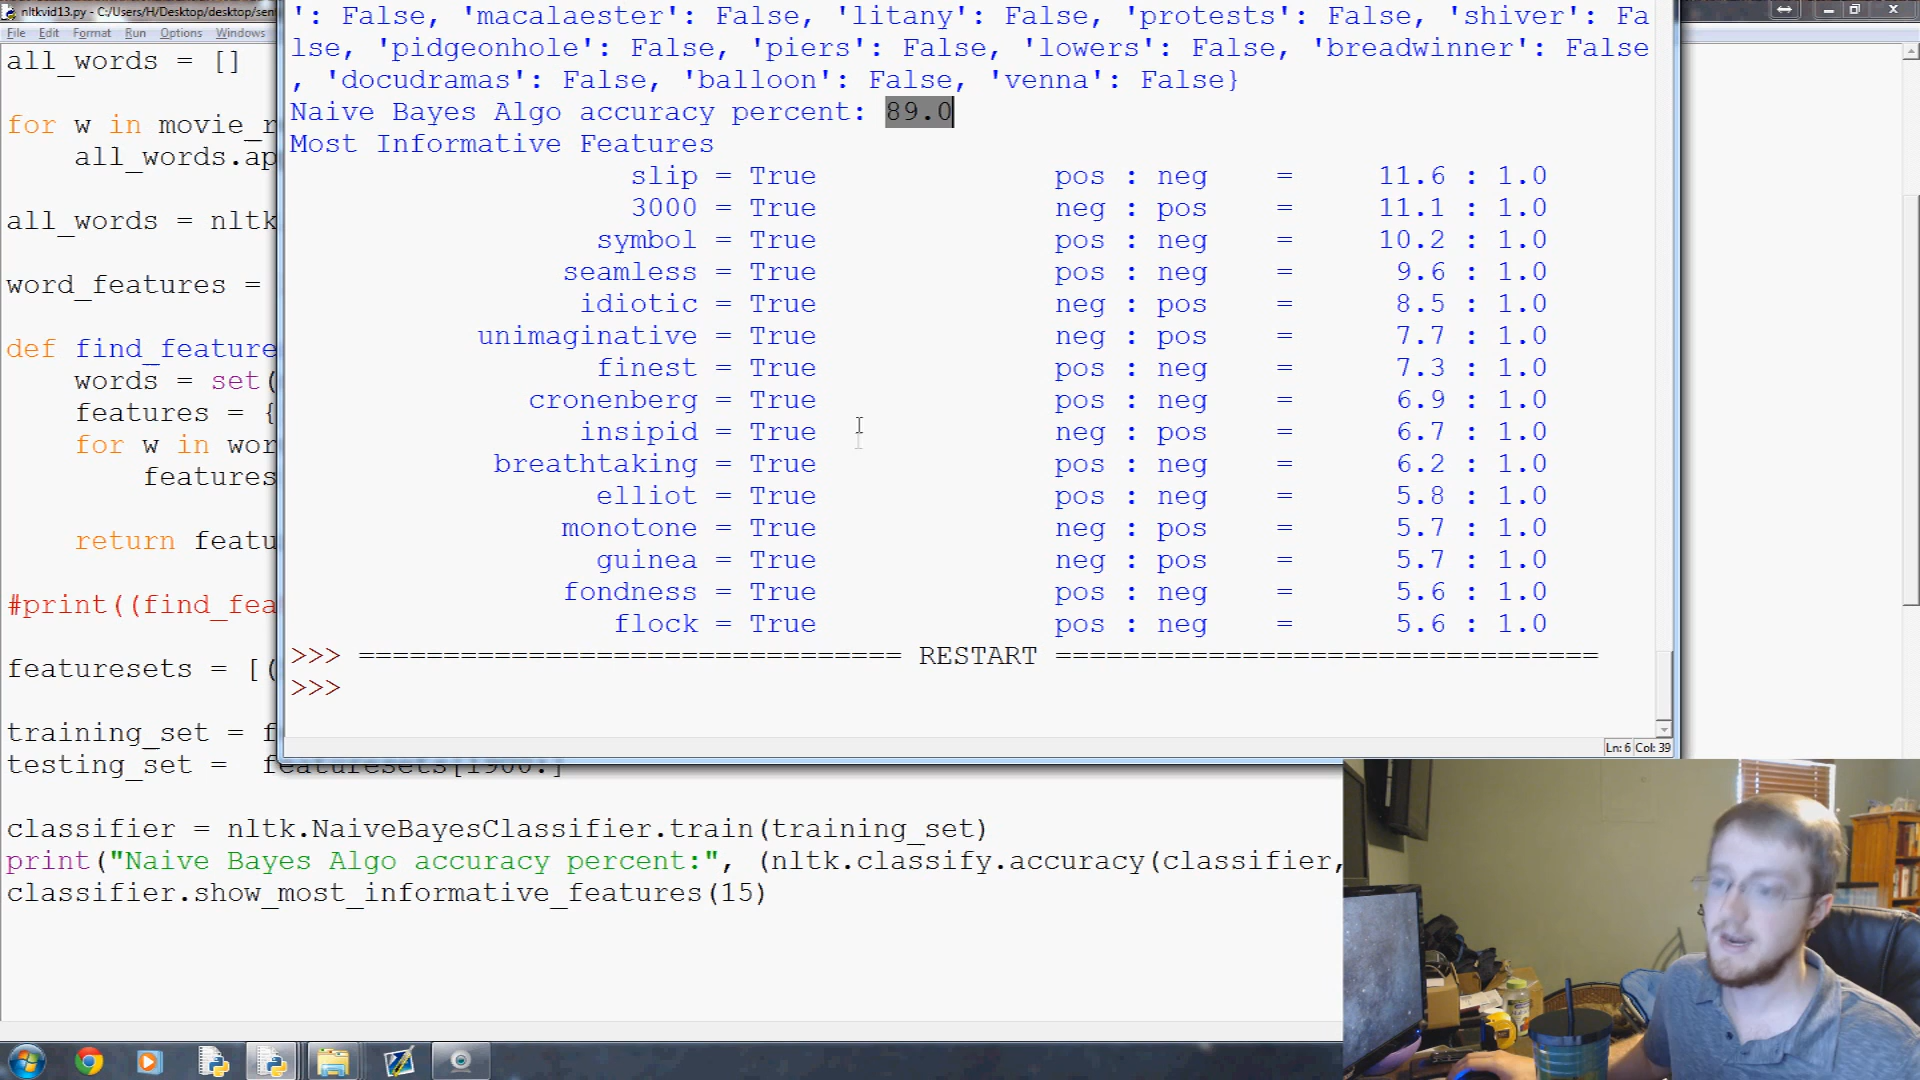 nltkvid13.py - C:/Users/H/Desktop/desktop/sen
File Edit Format Run Options Windows
all_words = []
for w in movie_r
all_words.ap
all_words = nltk
word_features =
def find_feature
words = set(
features = {
for w in wor
features
return featu
#print((find_fea
featuresets = [(
training_set = f
testing_set = featuresets[1900:]
classifier = nltk.NaiveBayesClassifier.train(training_set)
print("Naive Bayes Algo accuracy percent:", (nltk.classify.accuracy(classifier,
classifier.show_most_informative_features(15)
': False, 'macalaester': False, 'litany': False, 'protests': False, 'shiver': Fa
lse, 'pidgeonhole': False, 'piers': False, 'lowers': False, 'breadwinner': False
, 'docudramas': False, 'balloon': False, 'venna': False}
Naive Bayes Algo accuracy percent: 89.0
Most Informative Features
slip = True pos : neg = 11.6 : 1.0
3000 = True neg : pos = 11.1 : 1.0
symbol = True pos : neg = 10.2 : 1.0
seamless = True pos : neg = 9.6 : 1.0
idiotic = True neg : pos = 8.5 : 1.0
unimaginative = True neg : pos = 7.7 : 1.0
finest = True pos : neg = 7.3 : 1.0
cronenberg = True pos : neg = 6.9 : 1.0
insipid = True neg : pos = 6.7 : 1.0
breathtaking = True pos : neg = 6.2 : 1.0
elliot = True pos : neg = 5.8 : 1.0
monotone = True neg : pos = 5.7 : 1.0
guinea = True neg : pos = 5.7 : 1.0
fondness = True pos : neg = 5.6 : 1.0
flock = True pos : neg = 5.6 : 1.0
>>> ================================ RESTART ================================
>>>
Ln: 6 Col: 39